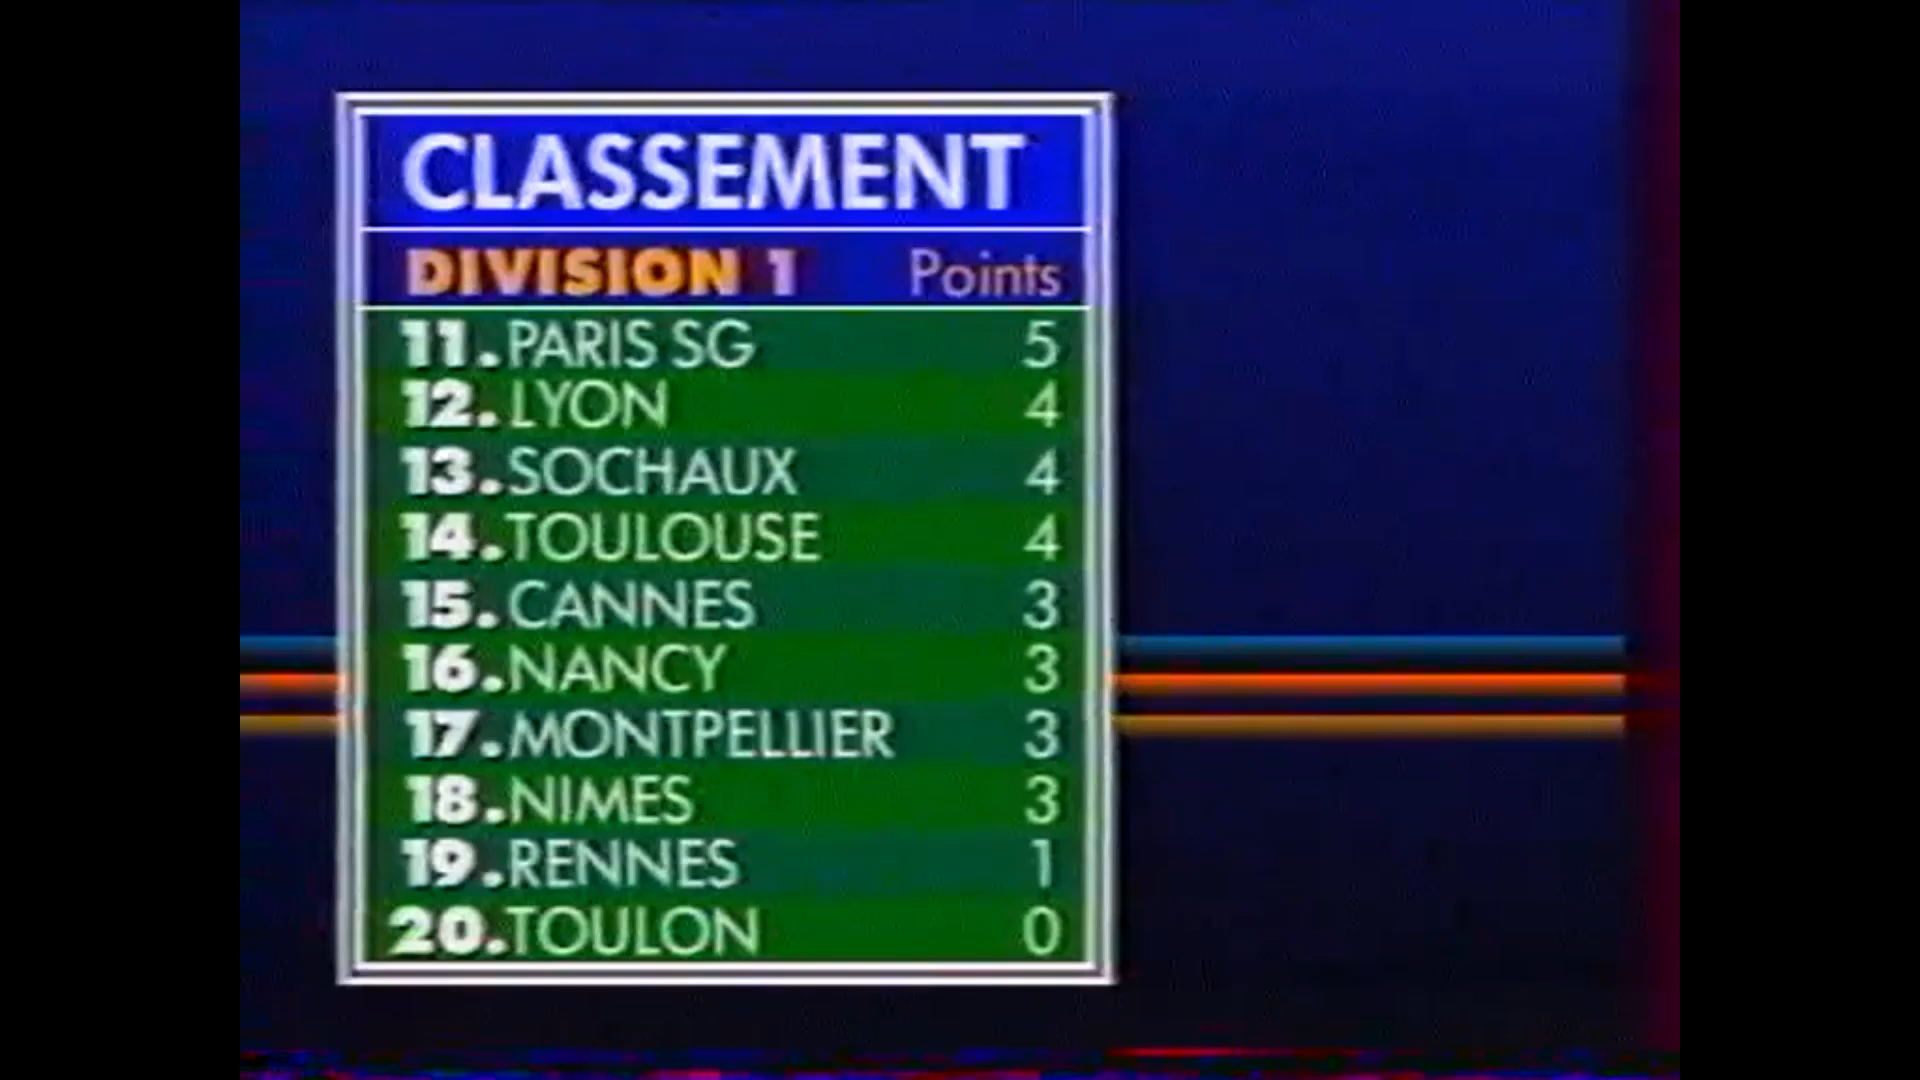 CLASSEMENT
DIVISION 1 Points
11. PARIS SG 5
12. LYON 4
13. SOCHAUX 4
14. TOULOUSE 4
15. CANNES 3
16. NANCY 3
17. MONTPELLIER 3
18. NIMES 3
19. RENNES 1
20. TOULON 0